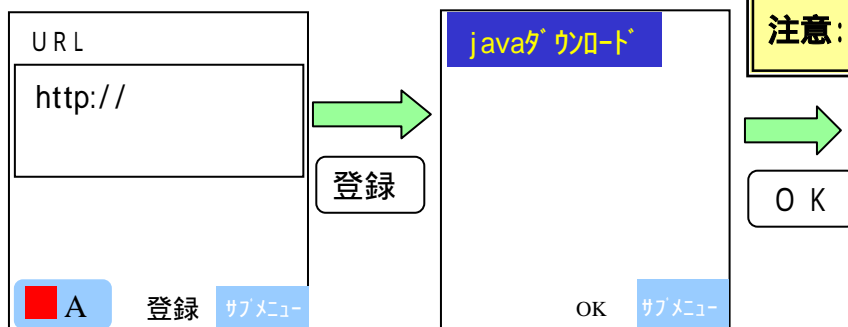 URL
http://
A 登録 ｻﾌﾞﾒﾆｭｰ
登録
javaﾀﾞｳﾝﾛｰﾄﾞ
OK ｻﾌﾞﾒﾆｭｰ
注意:
ＯＫ